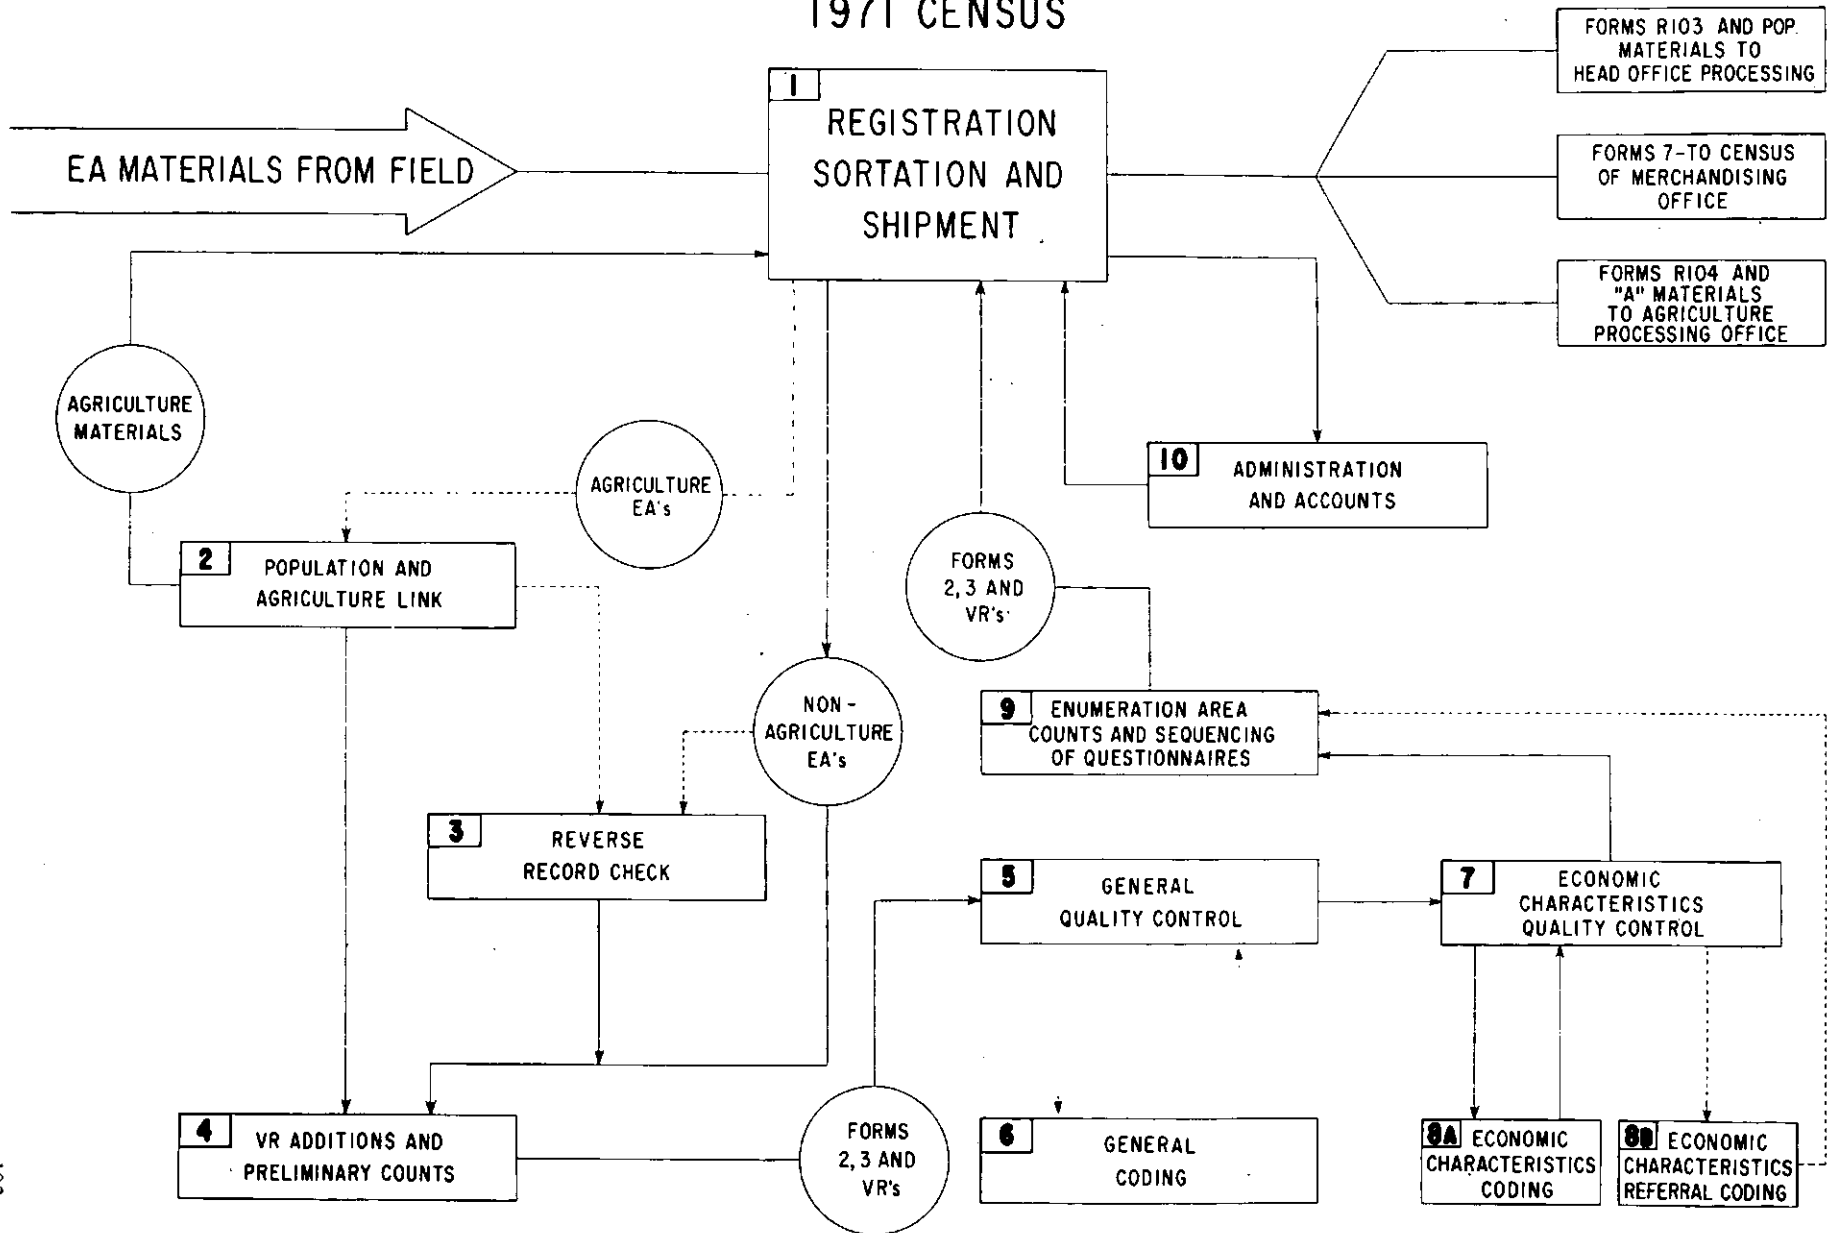 1971 CENSUS
1
REGISTRATION
SORTATION AND
SHIPMENT
EA MATERIALS FROM FIELD
FORMS R103 AND POP.
MATERIALS TO
HEAD OFFICE PROCESSING
FORMS 7-TO CENSUS
OF MERCHANDISING
OFFICE
FORMS R104 AND
"A" MATERIALS
TO AGRICULTURE
PROCESSING OFFICE
AGRICULTURE
MATERIALS
AGRICULTURE
EA's
10
ADMINISTRATION
AND ACCOUNTS
2
POPULATION AND
AGRICULTURE LINK
FORMS
2, 3 AND
VR's
NON-
AGRICULTURE
EA's
9
ENUMERATION AREA
COUNTS AND SEQUENCING
OF QUESTIONNAIRES
3
REVERSE
RECORD CHECK
5
GENERAL
QUALITY CONTROL
7
ECONOMIC
CHARACTERISTICS
QUALITY CONTROL
4
VR ADDITIONS AND
PRELIMINARY COUNTS
FORMS
2, 3 AND
VR's
6
GENERAL
CODING
8A ECONOMIC
CHARACTERISTICS
CODING
8B ECONOMIC
CHARACTERISTICS
REFERRAL CODING